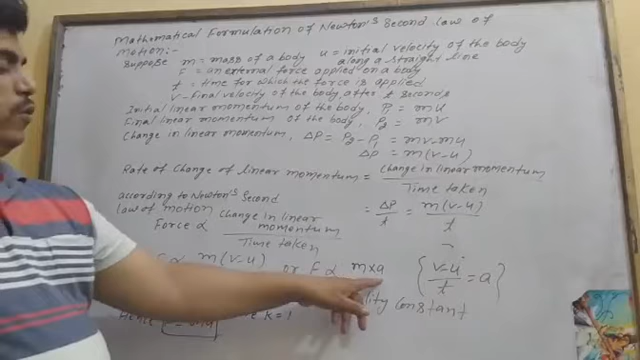 Mathematical Formulation of Newton's Second law of
Motion:-
Suppose m = mass of a body u = initial velocity of the body
along a straight line
F = an external force applied on a body
t = time for which the force is applied
V = Final velocity of the body, after t seconds
Initial linear momentum of the body, P₁ = mu
Final linear momentum of the body, P₂ = mv
Change in linear momentum, ΔP = P₂ - P₁ = mv-mu
ΔP = m(v-u)
Rate of Change of linear momentum = change in linear momentum / Time taken
according to Newton's Second = ΔP/t = m(v-u)/t
law of motion
Force ∝ Change in linear momentum / Time taken
∝ m(v-u) or F ∝ m×a {v-u/t = a}
constant
Hence K=1